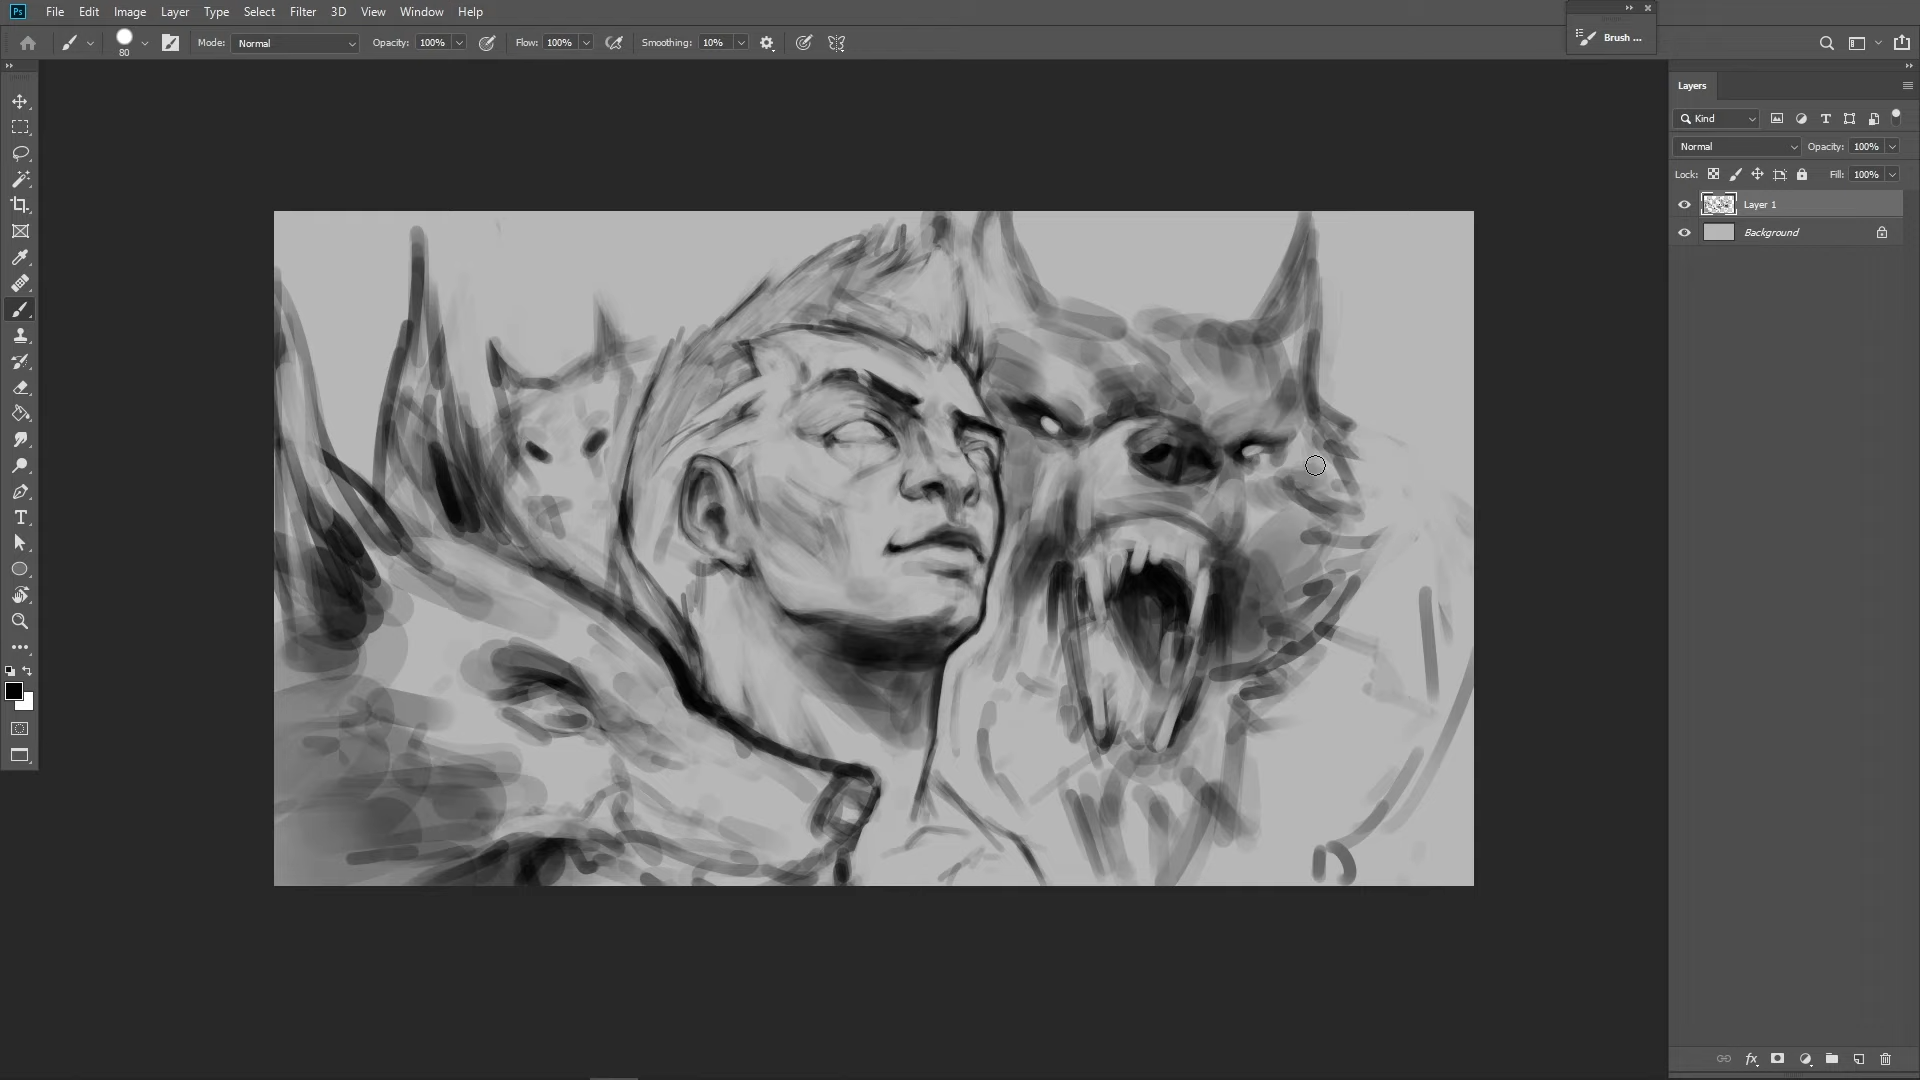 Ps File Edit Image Layer Type Select Filter 3D View Window Help
80 Mode: Normal Opacity: 100% Flow: 100% Smoothing: 10%
Brush ...
Layers
Kind
Normal Opacity: 100%
Lock: Fill: 100%
Layer 1
Background